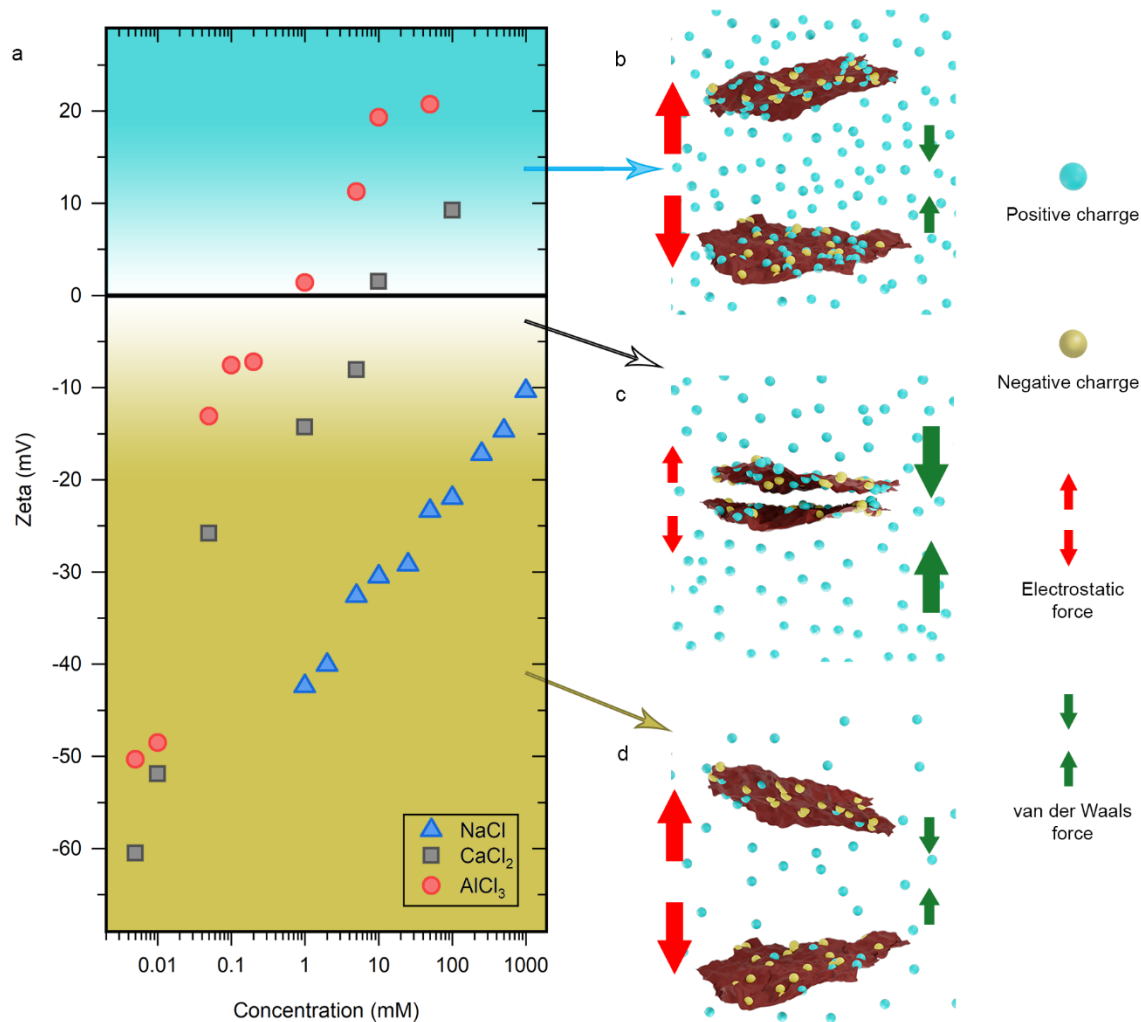 a
20
10
0
-10
-20
-30
-40
-50
-60
Zeta (mV)
0.01 0.1 1 10 100 1000
Concentration (mM)
NaCl
CaCl₂
AlCl₃
b
c
d
Positive charrge
Negative charrge
Electrostatic
force
van der Waals
force